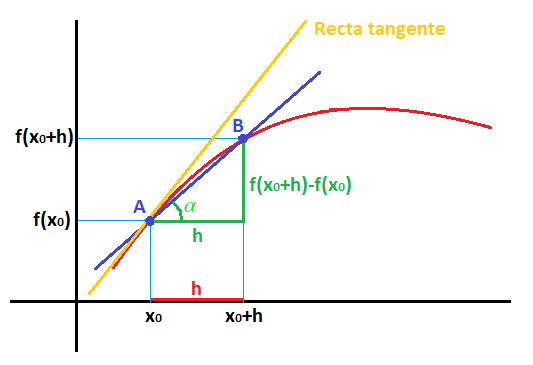 Recta tangente
f(x₀+h)
B
f(x₀+h)-f(x₀)
A
α
f(x₀)
h
h
x₀
x₀+h